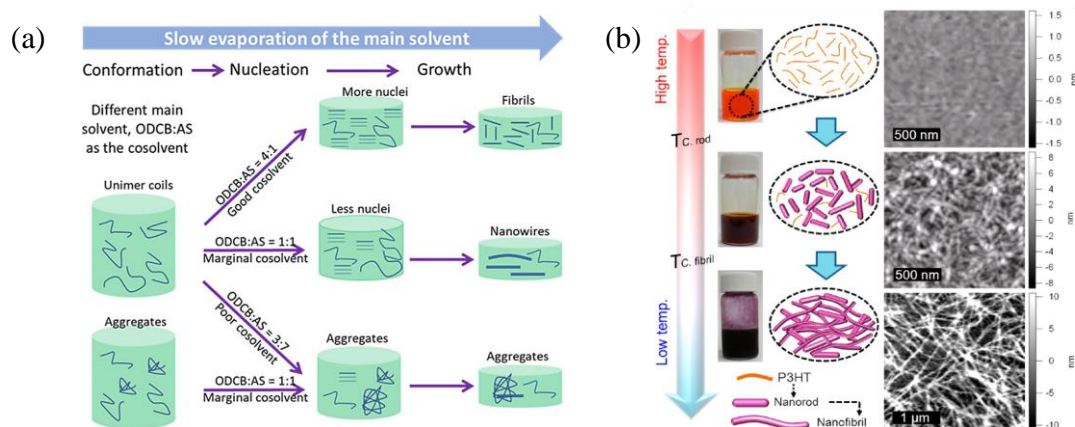 (a)
Slow evaporation of the main solvent
Conformation
Nucleation
Growth
Different main
solvent, ODCB:AS
as the cosolvent
More nuclei
Fibrils
ODCB:AS = 4:1
Good cosolvent
Unimer coils
Less nuclei
Nanowires
ODCB:AS = 1:1
Marginal cosolvent
ODCB:AS = 3:7
Poor cosolvent
Aggregates
Aggregates
Aggregates
ODCB:AS = 1:1
Marginal cosolvent
(b)
High temp.
T C. rod
T C. fibril
Low temp.
P3HT
Nanorod
Nanofibril
500 nm
1.5
1.0
0.5
0.0
-0.5
-1.0
-1.5
nm
500 nm
8
6
4
2
0
-2
-4
-6
-8
nm
1 µm
10
5
0
-5
-10
nm